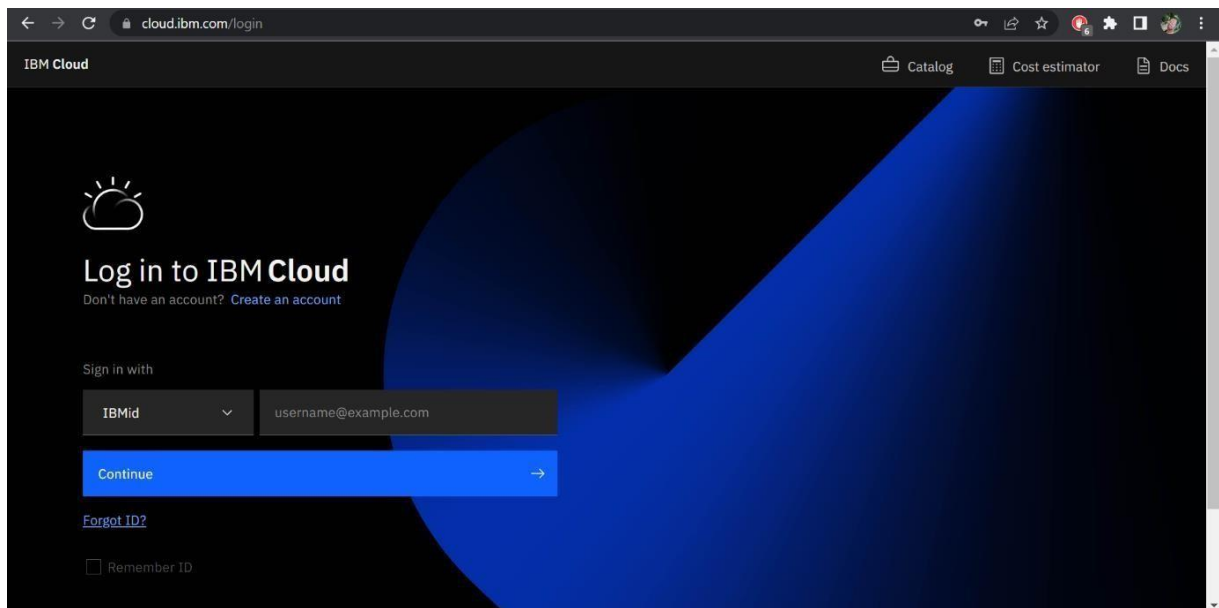 cloud.ibm.com/login
6
IBM Cloud
Catalog
Cost estimator
Docs
Log in to IBM Cloud
Don't have an account? Create an account
Sign in with
IBMid
username@example.com
Continue
Forgot ID?
Remember ID